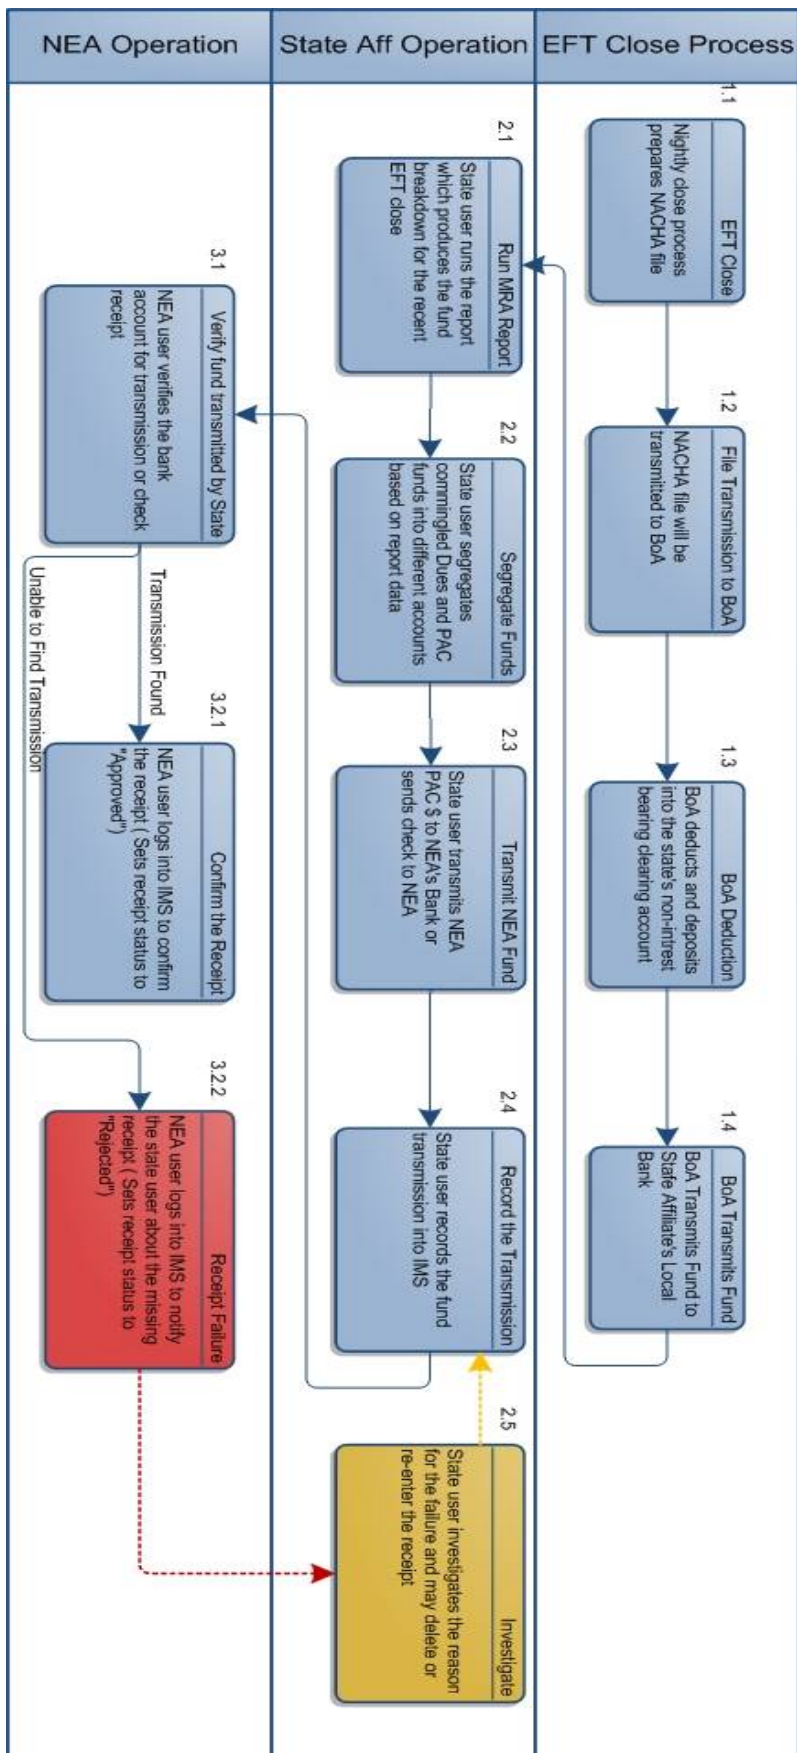 EFT Close Process
1.1
EFT Close
Nightly close process
prepares NACHA file
1.2
File Transmission to BoA
NACHA file will be
transmitted to BoA
1.3
BoA Deduction
BoA deducts and deposits
into the state's non-intrest
bearing clearing account
1.4
BoA Transmits Fund
BoA Transmits Fund to
Stafe Affiliate's Local
Bank
State Aff Operation
2.1
Run MRA Report
State user runs the report
which produces the fund
breakdown for the recent
EFT close
2.2
Segregate Funds
State user segregates
commingled Dues and PAC
funds into different accounts
based on report data
2.3
Transmit NEA Fund
State user transmits NEA
PAC $ to NEA's Bank or
sends check to NEA
2.4
Record the Transmission
State user records the fund
transmission into IMS
2.5
Investigate
State user investigates the reason
for the failure and may delete or
re-enter the receipt
NEA Operation
3.1
Verify fund transmitted by State
NEA user verifies the bank
account for transmission or check
receipt
Transmission Found
Unable to Find Transmission
3.2.1
Confirm the Receipt
NEA user logs into IMS to confirm
the receipt ( Sets receipt status to
"Approved")
3.2.2
Receipt Failure
NEA user logs into IMS to notify
the state user about the missing
receipt ( Sets receipt status to
"Rejected")